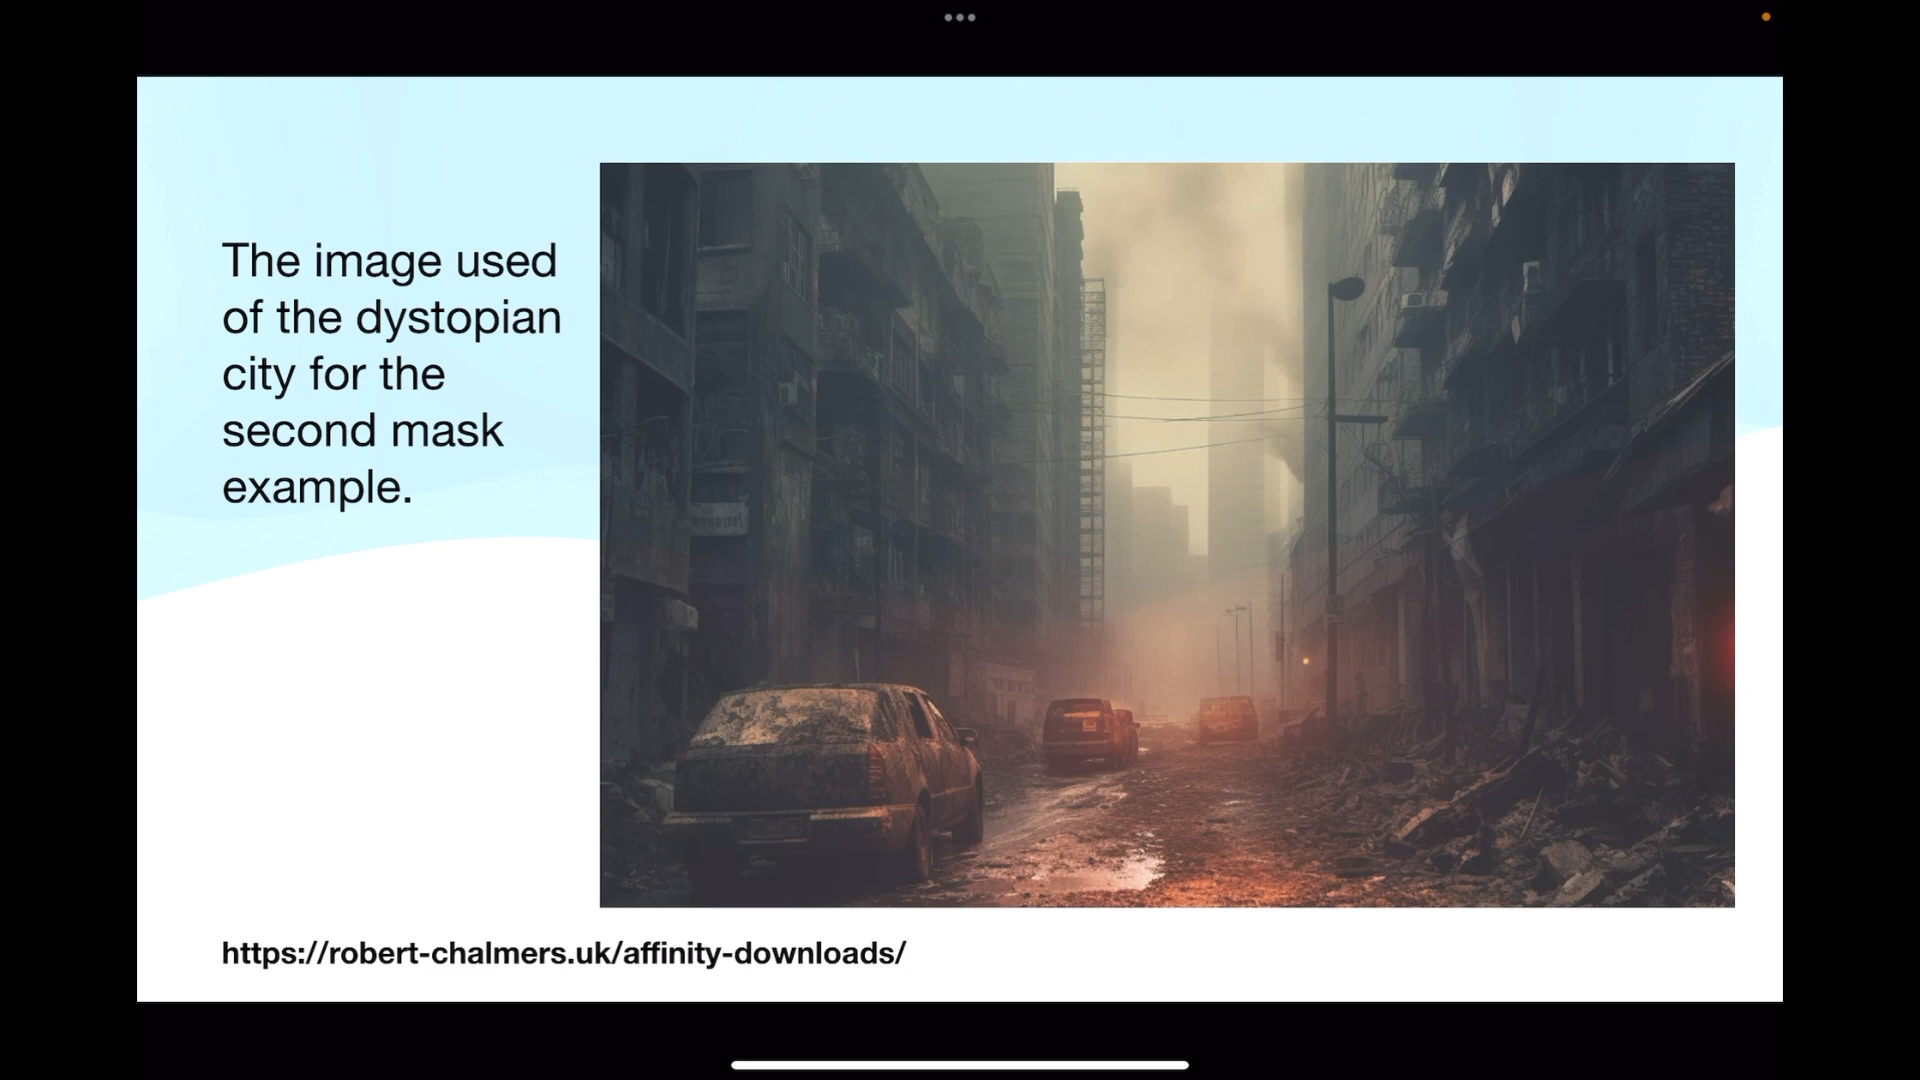 The image used
of the dystopian
city for the
second mask
example.
https://robert-chalmers.uk/affinity-downloads/